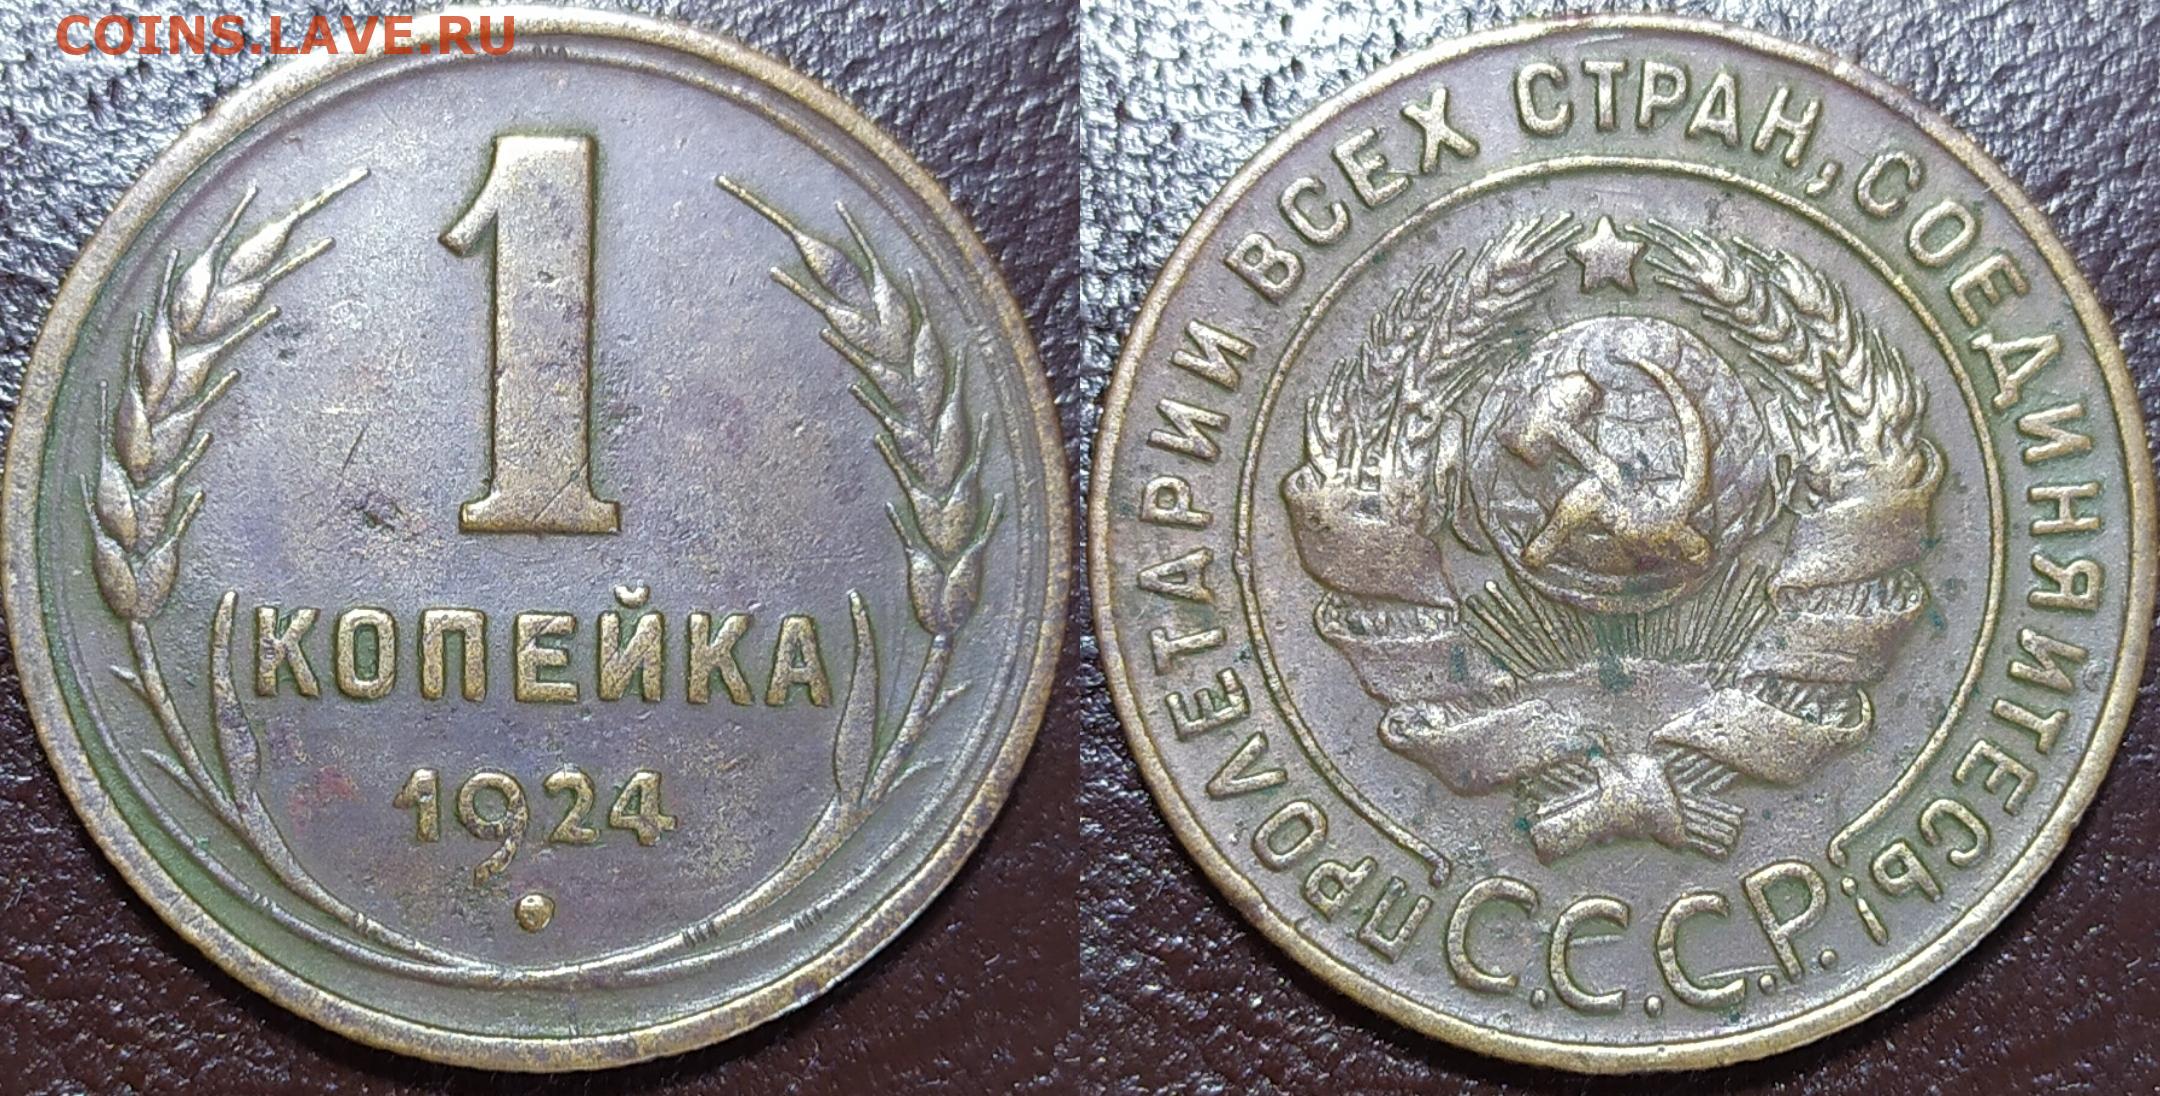 COINS.LAVE.RU
1
КОПЕЙКА
1924
ПРОЛЕТАРИИ ВСЕХ СТРАН, СОЕДИНЯЙТЕСЬ!
С.С.С.Р.